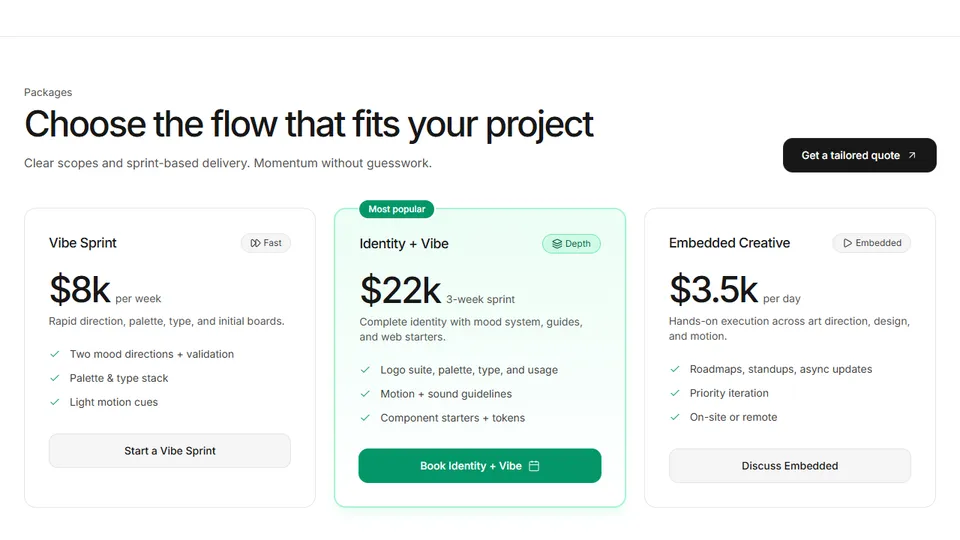 Packages
Choose the flow that fits your project
Clear scopes and sprint-based delivery. Momentum without guesswork.
Get a tailored quote
Vibe Sprint
Fast
$8k per week
Rapid direction, palette, type, and initial boards.
Two mood directions + validation
Palette & type stack
Light motion cues
Start a Vibe Sprint
Most popular
Identity + Vibe
Depth
$22k 3-week sprint
Complete identity with mood system, guides,
and web starters.
Logo suite, palette, type, and usage
Motion + sound guidelines
Component starters + tokens
Book Identity + Vibe
Embedded Creative
Embedded
$3.5k per day
Hands-on execution across art direction, design,
and motion.
Roadmaps, standups, async updates
Priority iteration
On-site or remote
Discuss Embedded